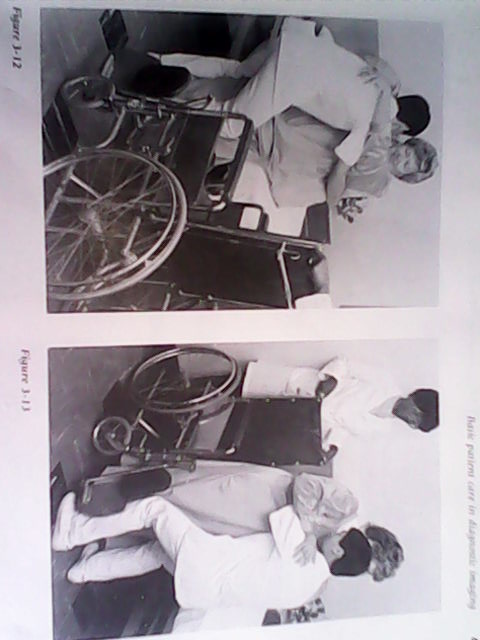 Basic patient care in diagnostic imaging
Figure 3-12
Figure 3-13